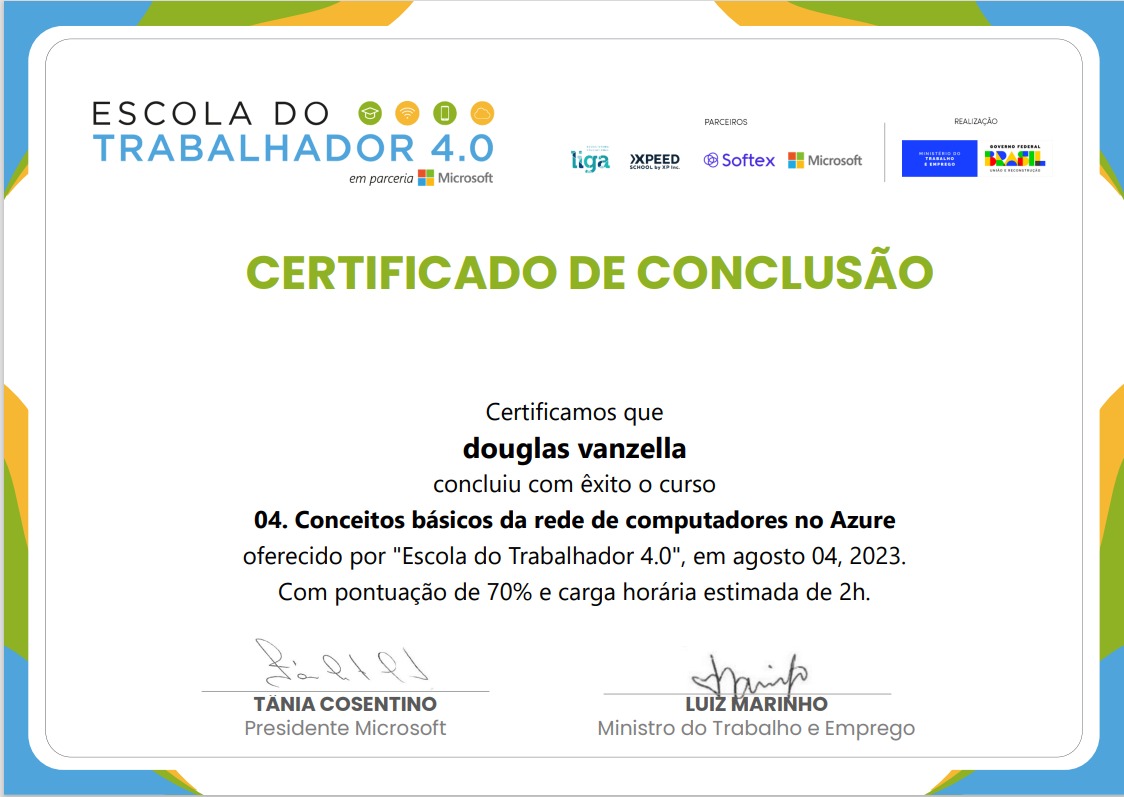 ESCOLA DO
TRABALHADOR 4.0
em parceria Microsoft
PARCEIROS
liga
XPEED
SCHOOL by XP Inc.
Softex
Microsoft
REALIZAÇÃO
MINISTÉRIO DO
TRABALHO
E EMPREGO
GOVERNO FEDERAL
BRASIL
UNIÃO E RECONSTRUÇÃO
CERTIFICADO DE CONCLUSÃO
Certificamos que
douglas vanzella
concluiu com êxito o curso
04. Conceitos básicos da rede de computadores no Azure
oferecido por "Escola do Trabalhador 4.0", em agosto 04, 2023.
Com pontuação de 70% e carga horária estimada de 2h.
TÂNIA COSENTINO
Presidente Microsoft
LUIZ MARINHO
Ministro do Trabalho e Emprego